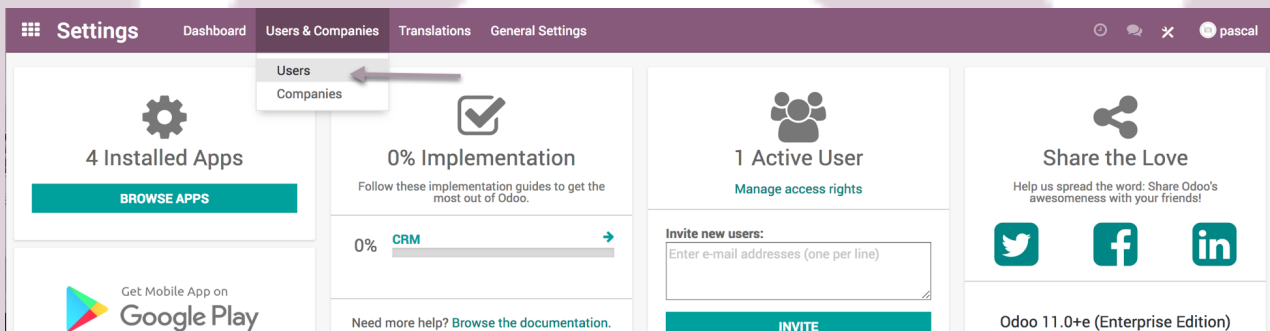 Settings
Dashboard
Users & Companies
Translations
General Settings
pascal
Users
Companies
4 Installed Apps
BROWSE APPS
Get Mobile App on
Google Play
0% Implementation
Follow these implementation guides to get the
most out of Odoo.
0%
CRM
Need more help? Browse the documentation.
1 Active User
Manage access rights
Invite new users:
Enter e-mail addresses (one per line)
INVITE
Share the Love
Help us spread the word: Share Odoo's
awesomeness with your friends!
Odoo 11.0+e (Enterprise Edition)